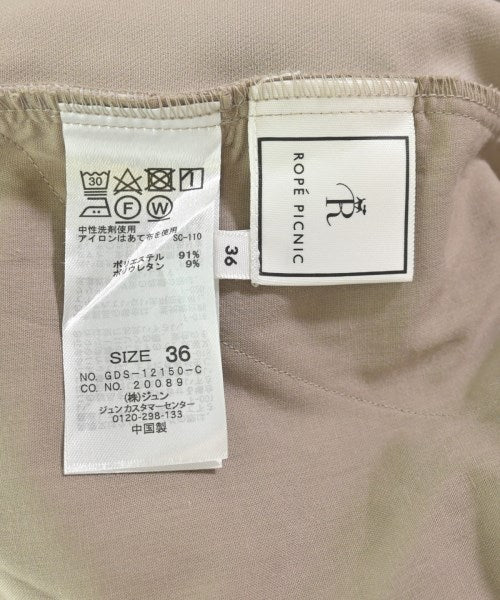 30
F W
中性洗剤使用
アイロンはあて布を使用 SC-110
ポリエステル 91%
ポリウレタン 9%
SIZE 36
NO. GDS-12150-C
CO. NO. 20089
(株)ジュン
ジュンカスタマーセンター
0120-298-133
中国製
36
R
ROPÉ PICNIC